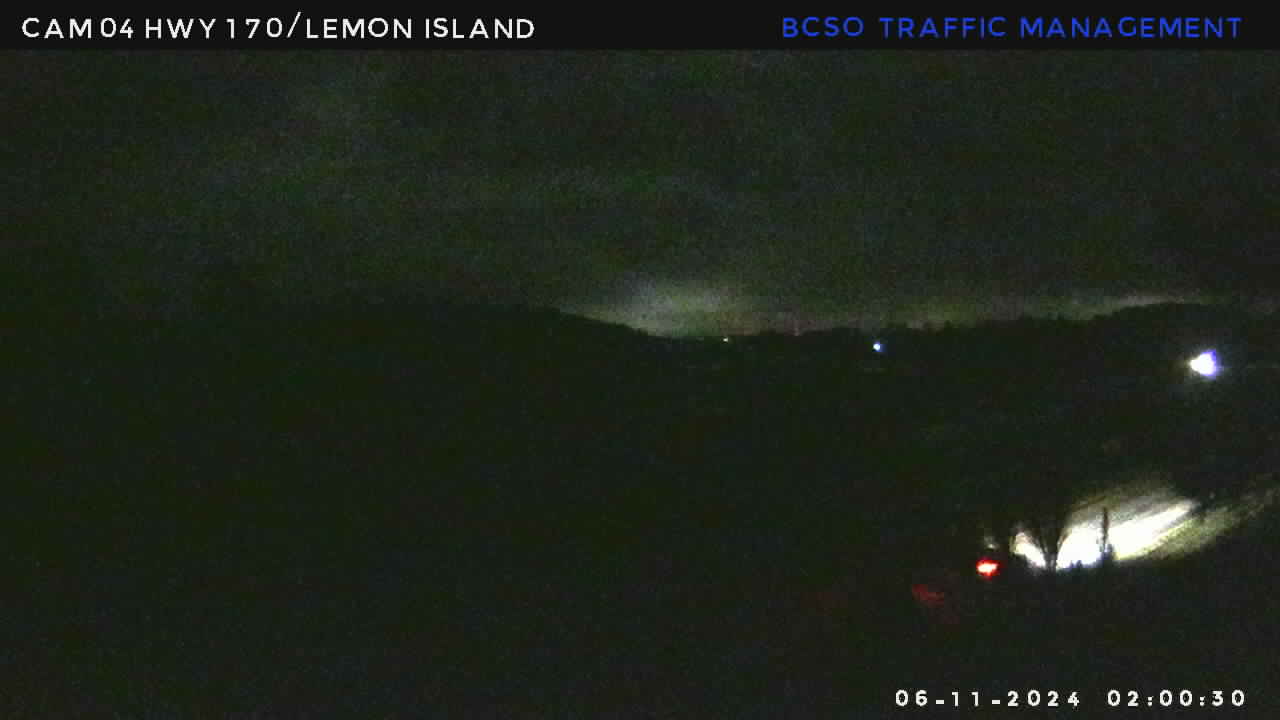 CAM04 HWY 170/LEMON ISLAND
BCSO TRAFFIC MANAGEMENT
06-11-2024 02:00:30